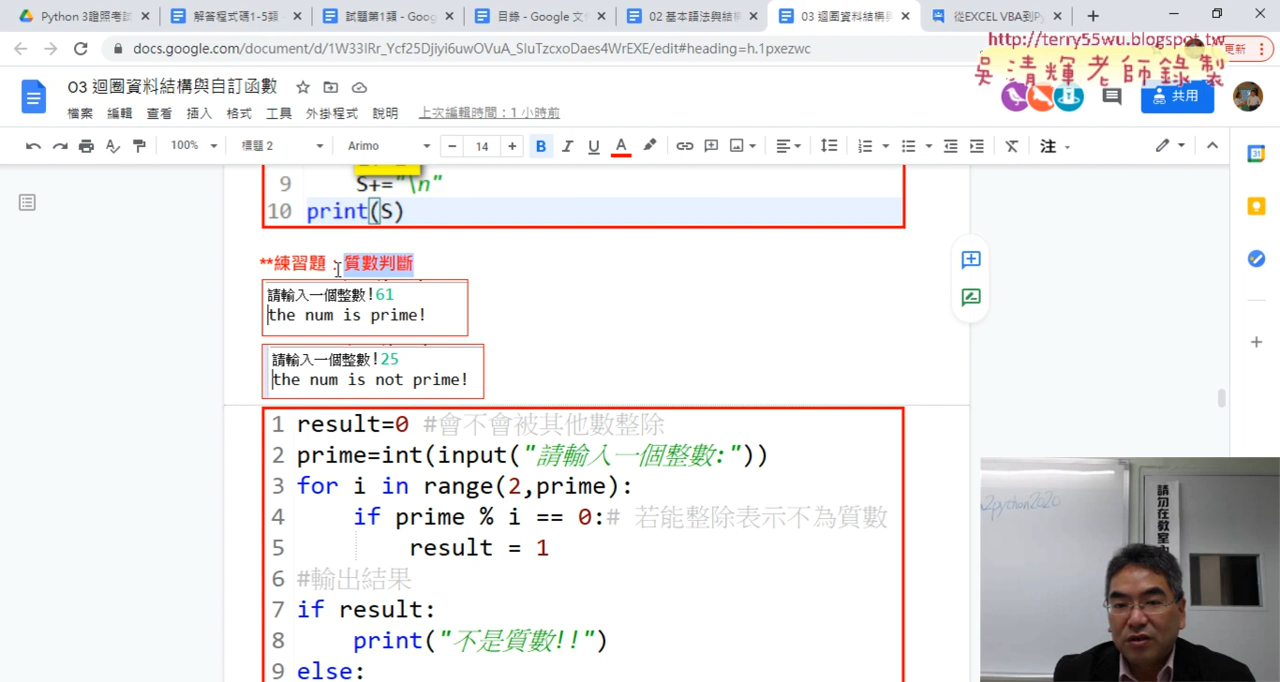 Python 3證照考試
解答程式碼1-5類
試題第1類 - Goog
目錄 - Google 文
02 基本語法與結
03 迴圈資料結構與
從EXCEL VBA到Py
docs.google.com/document/d/1W33IRr_Ycf25Djiyi6uwOVuA_SIuTzcxoDaes4WrEXE/edit#heading=h.1pxezwc
更新
http://terry55wu.blogspot.tw
吳清輝老師錄製
03 迴圈資料結構與自訂函數
共用
檔案 編輯 查看 插入 格式 工具 外掛程式 說明 上次編輯時間：1 小時前
100% 標題 2 Arimo 14 B I U A 注
9 S+="\n"
10 print(S)
**練習題：質數判斷
請輸入一個整數!61
the num is prime!
請輸入一個整數!25
the num is not prime!
1 result=0 #會不會被其他數整除
2 prime=int(input("請輸入一個整數:"))
3 for i in range(2,prime):
4 if prime % i == 0:# 若能整除表示不為質數
5 result = 1
6 #輸出結果
7 if result:
8 print("不是質數!!")
9 else:
31
2python2020
請勿在教室內